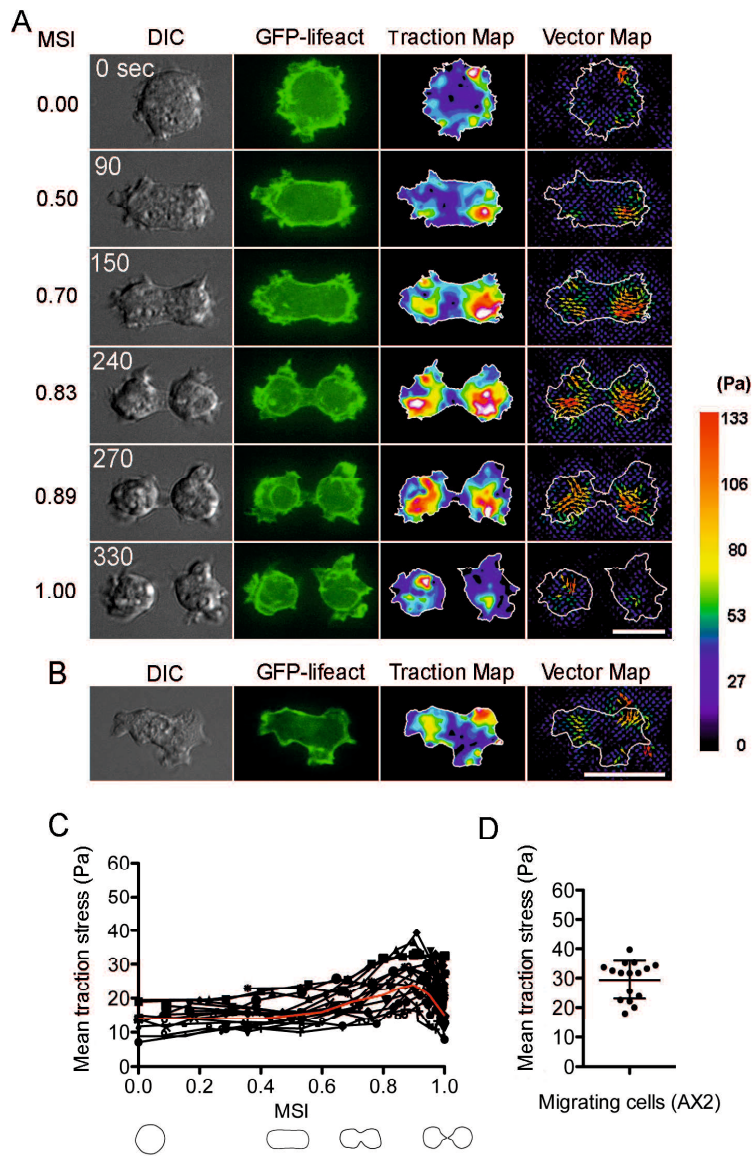 A
MSI DIC GFP-lifeact Traction Map Vector Map
0 sec
0.00
90
0.50
150
0.70
240
0.83
270
0.89
330
1.00
(Pa)
133
106
80
53
27
0
B
DIC GFP-lifeact Traction Map Vector Map
C
Mean traction stress (Pa)
60
50
40
30
20
10
0
0.0 0.2 0.4 0.6 0.8 1.0
MSI
D
Mean traction stress (Pa)
60
50
40
30
20
10
0
Migrating cells (AX2)